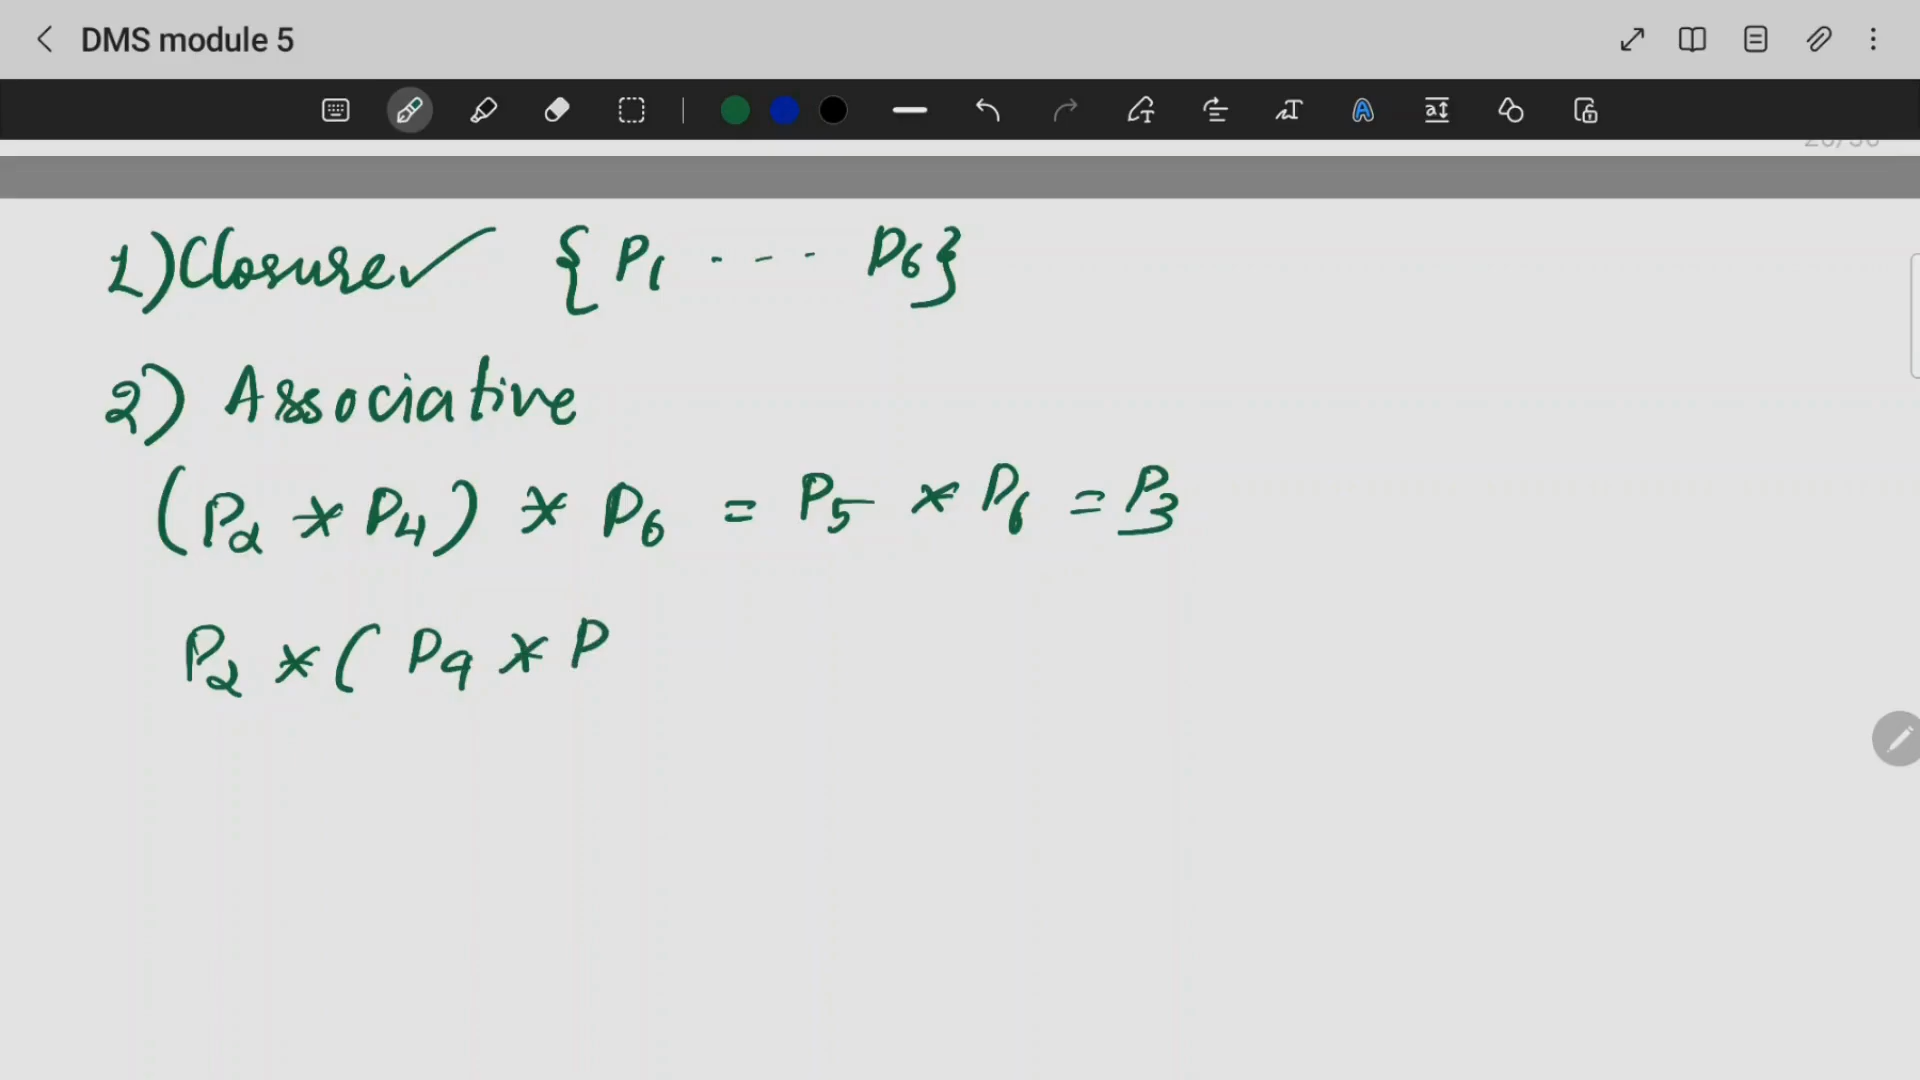 DMS module 5
1) Closure✓ { P1 ... P6}
2) Associative
(P2 * P4) * P6 = P5 * P6 = P3
P2 * ( P4 * P